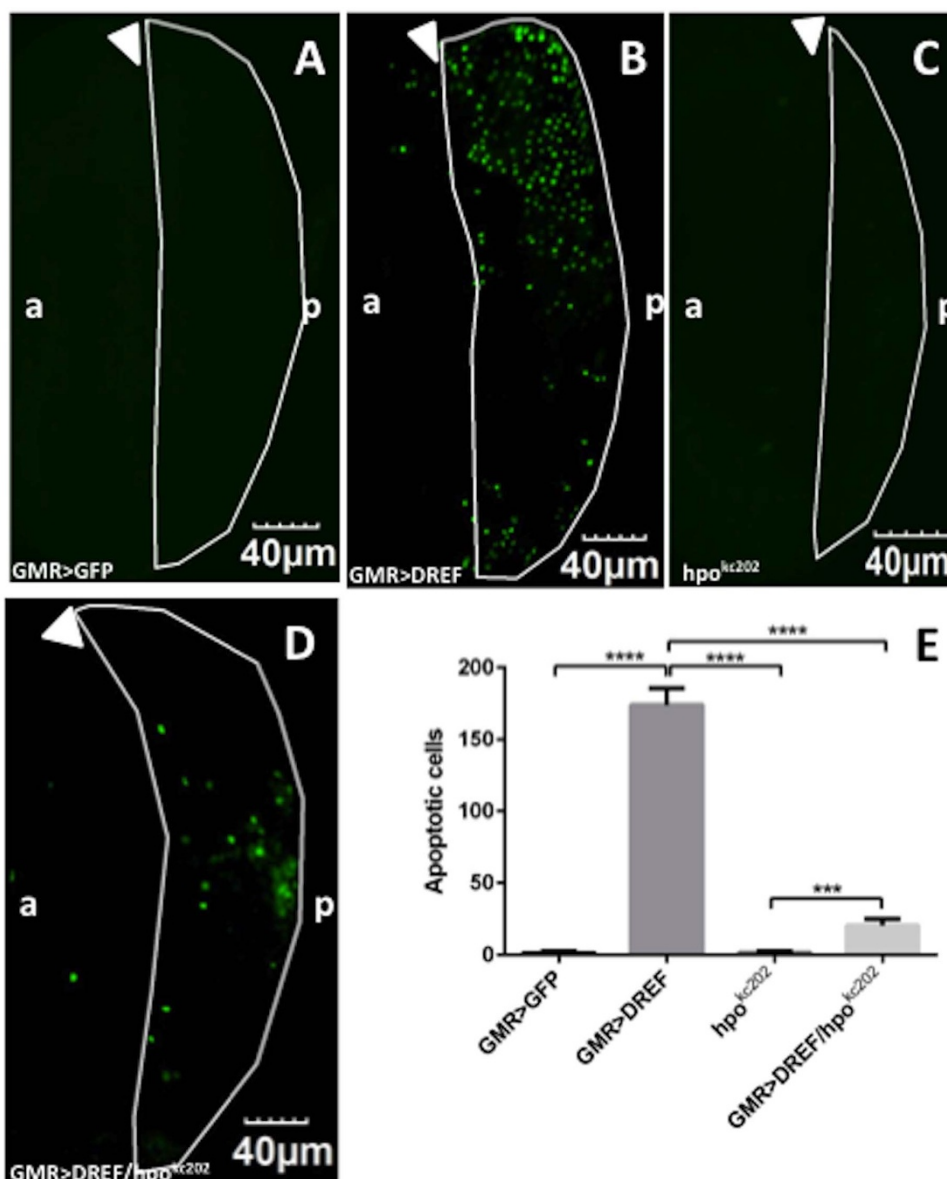 A
a
p
40µm
GMR>GFP
B
a
p
40µm
GMR>DREF
C
a
p
40µm
hpo^kc202
D
a
p
40µm
GMR>DREF/hpo^kc202
E
****
**** ****
200
150
100
50
0
Apoptotic cells
***
GMR>GFP
GMR>DREF
hpo^kc202
GMR>DREF/hpo^kc202